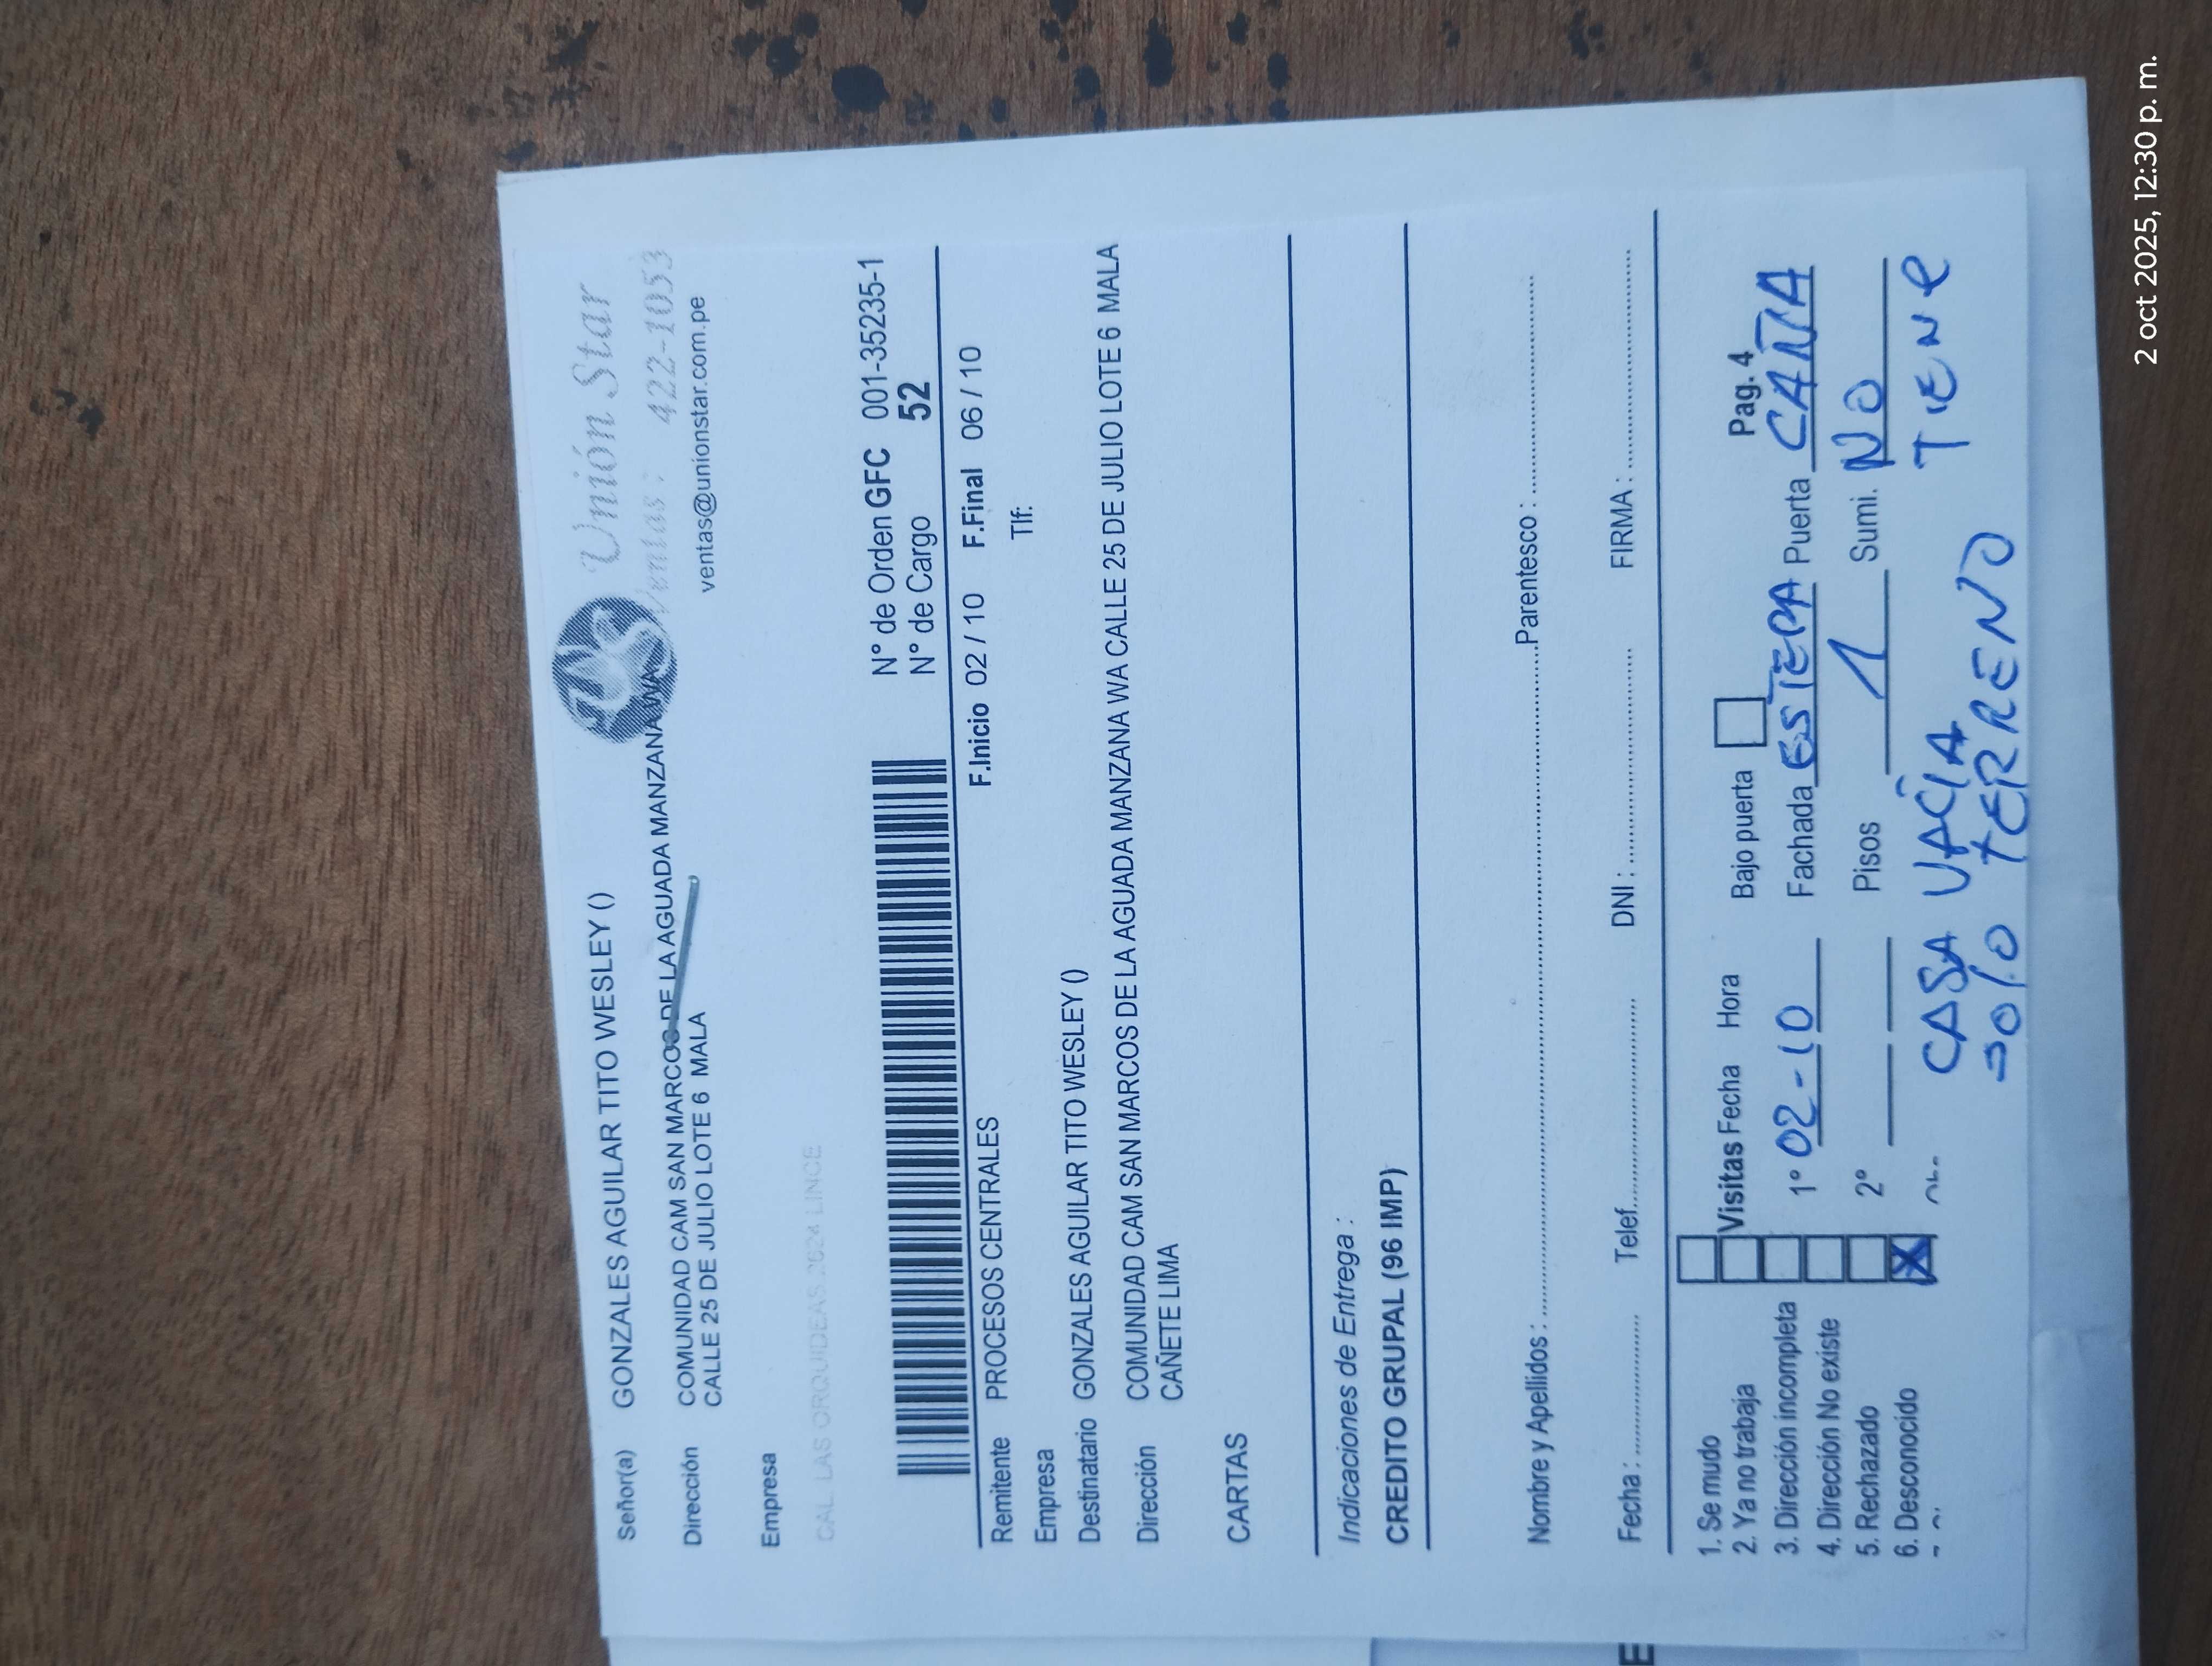 Unión Star
Ventas: 422-1053
ventas@unionstar.com.pe
Señor(a) GONZALES AGUILAR TITO WESLEY ()
Dirección COMUNIDAD CAM SAN MARCOS DE LA AGUADA MANZANA WA
CALLE 25 DE JULIO LOTE 6 MALA
Empresa
CAL. LAS ORQUIDEAS 2624 LINCE
N° de Orden GFC 001-35235-1
N° de Cargo 52
F.Inicio 02 / 10 F.Final 06 / 10
Remitente PROCESOS CENTRALES
Tlf:
Empresa
Destinatario GONZALES AGUILAR TITO WESLEY ()
Dirección COMUNIDAD CAM SAN MARCOS DE LA AGUADA MANZANA WA CALLE 25 DE JULIO LOTE 6 MALA
CAÑETE LIMA
CARTAS
Indicaciones de Entrega :
CREDITO GRUPAL (96 IMP)
Nombre y Apellidos : Parentesco :
Fecha : Telef. DNI : FIRMA :
1. Se mudo
2. Ya no trabaja
3. Dirección incompleta
4. Dirección No existe
5. Rechazado
6. Desconocido X
Visitas Fecha Hora Bajo puerta Pag. 4
1° 02-10 Fachada ESTERA Puerta CAÑA
2° Pisos 1 Sumi. NO
CASA VACÍA TIENE
SOLO TERRENO
2 oct 2025, 12:30 p. m.